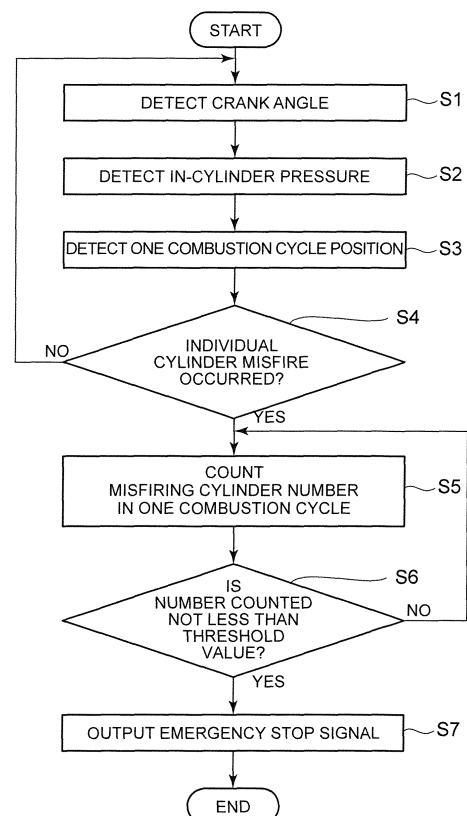 START
DETECT CRANK ANGLE
S1
DETECT IN-CYLINDER PRESSURE
S2
DETECT ONE COMBUSTION CYCLE POSITION
S3
S4
INDIVIDUAL
CYLINDER MISFIRE
OCCURRED?
NO
YES
COUNT
MISFIRING CYLINDER NUMBER
IN ONE COMBUSTION CYCLE
S5
S6
IS
NUMBER COUNTED
NOT LESS THAN
THRESHOLD
VALUE?
NO
YES
OUTPUT EMERGENCY STOP SIGNAL
S7
END